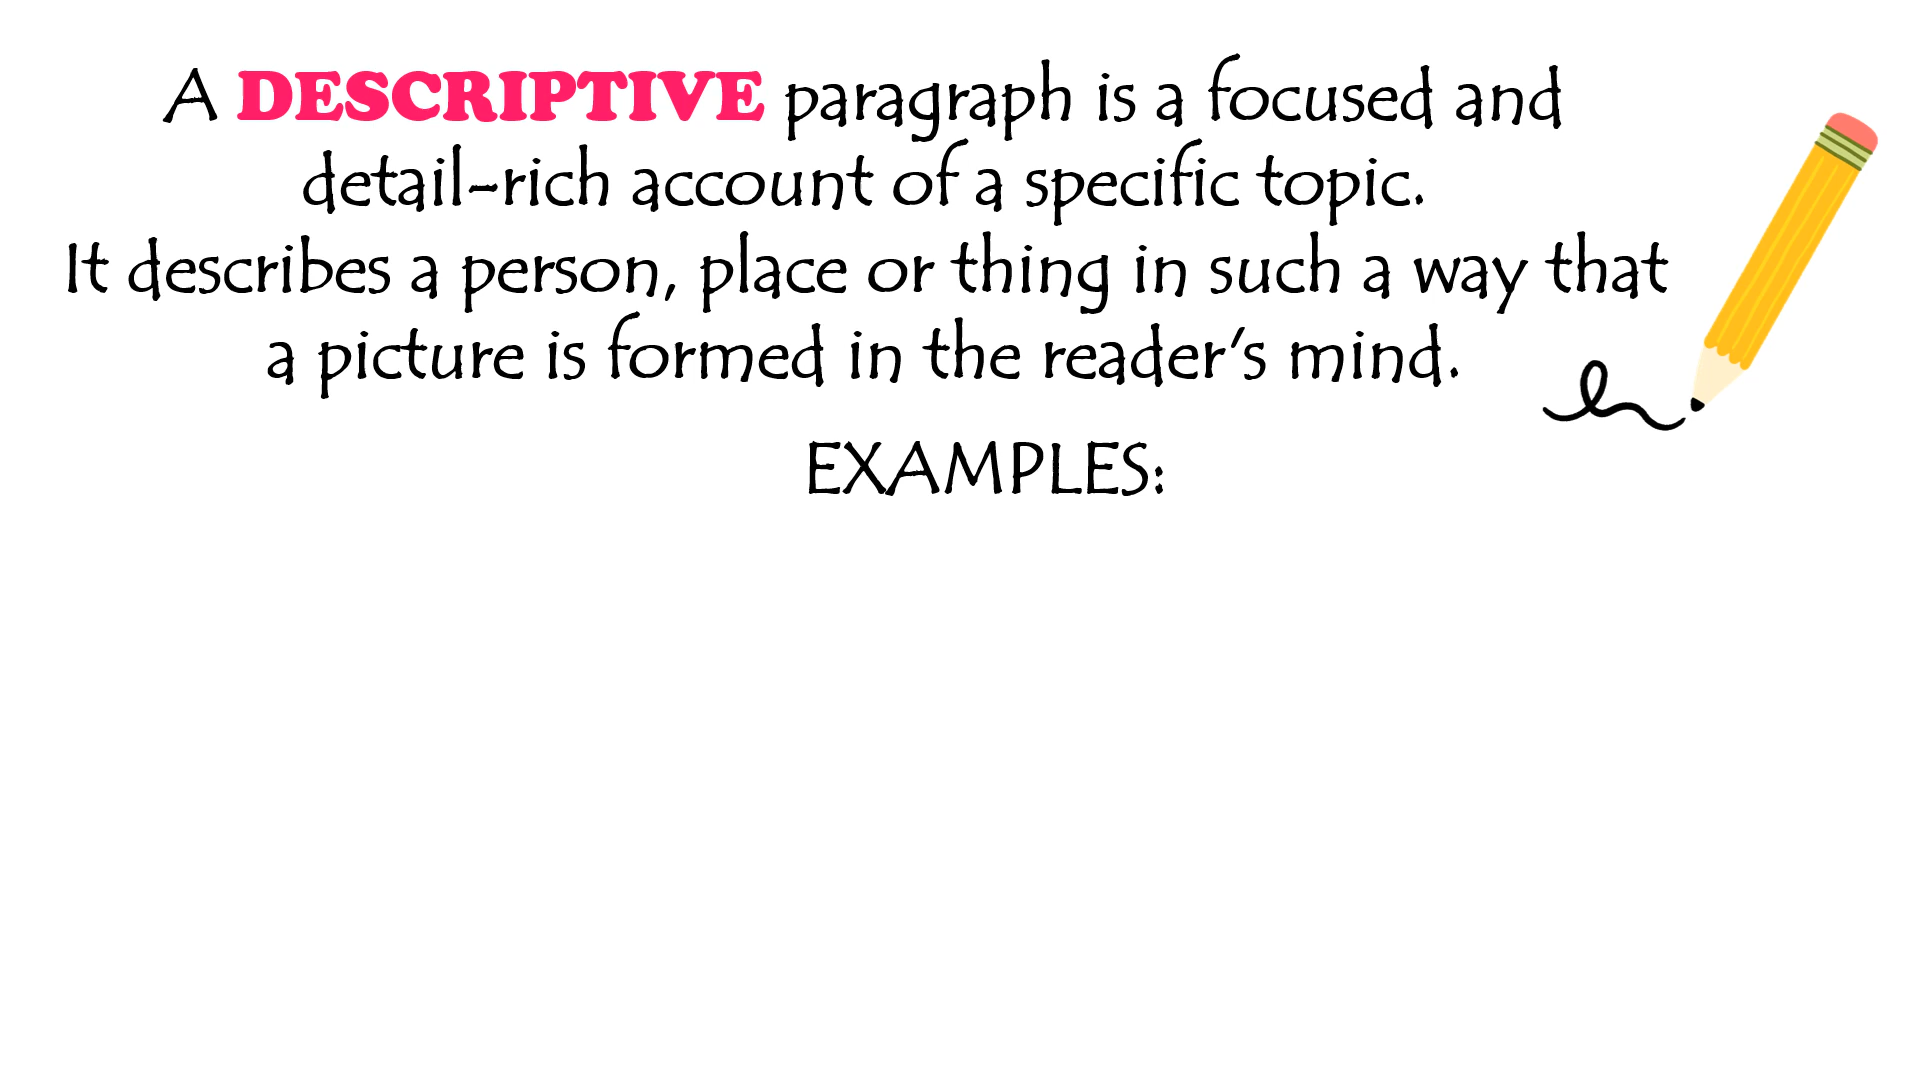 A DESCRIPTIVE paragraph is a focused and
detail-rich account of a specific topic.
It describes a person, place or thing in such a way that
a picture is formed in the reader's mind.
EXAMPLES: